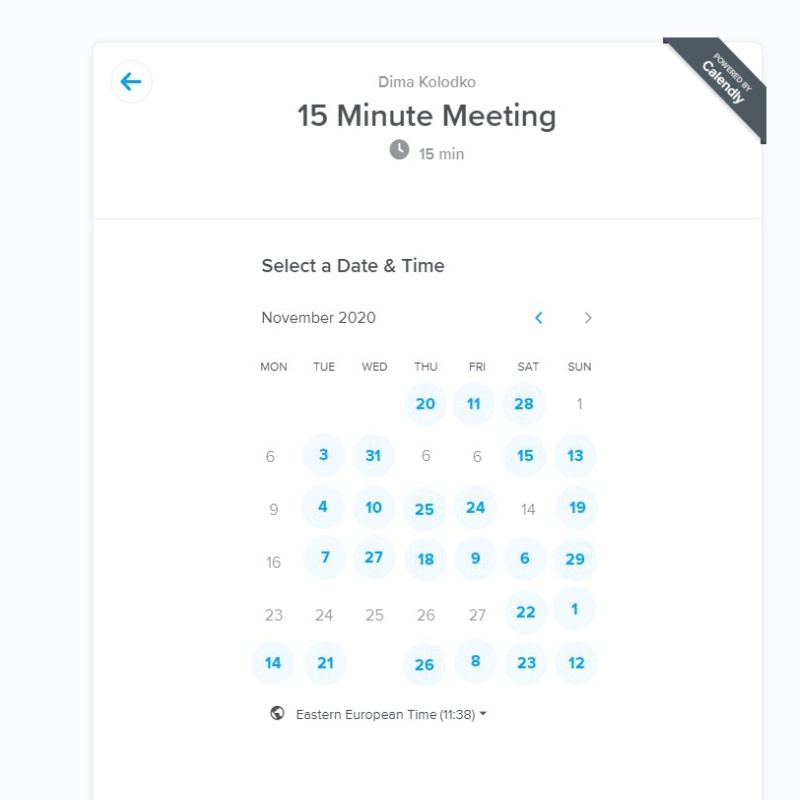 POWERED BY
Calendly
Dima Kolodko
15 Minute Meeting
15 min
Select a Date & Time
November 2020
MON TUE WED THU FRI SAT SUN
20 11 28 1
6 3 31 6 6 15 13
9 4 10 25 24 14 19
16 7 27 18 9 6 29
23 24 25 26 27 22 1
14 21 26 8 23 12
Eastern European Time (11:38)